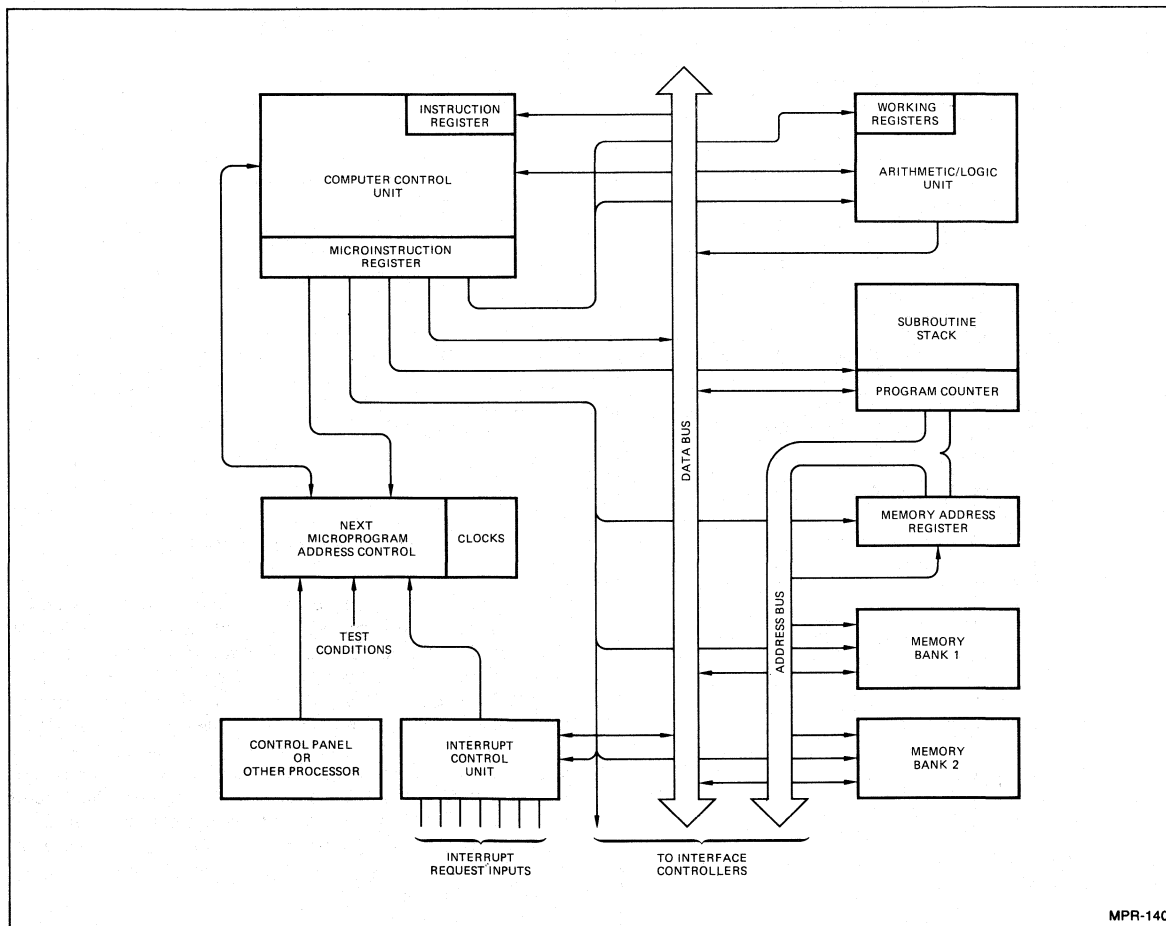 INSTRUCTION
REGISTER
COMPUTER CONTROL
UNIT
MICROINSTRUCTION
REGISTER
WORKING
REGISTERS
ARITHMETIC/LOGIC
UNIT
SUBROUTINE
STACK
PROGRAM COUNTER
DATA BUS
NEXT
MICROPROGRAM
ADDRESS CONTROL
CLOCKS
MEMORY ADDRESS
REGISTER
ADDRESS BUS
TEST
CONDITIONS
MEMORY
BANK 1
CONTROL PANEL
OR
OTHER PROCESSOR
INTERRUPT
CONTROL
UNIT
MEMORY
BANK 2
INTERRUPT
REQUEST INPUTS
TO INTERFACE
CONTROLLERS
MPR-140